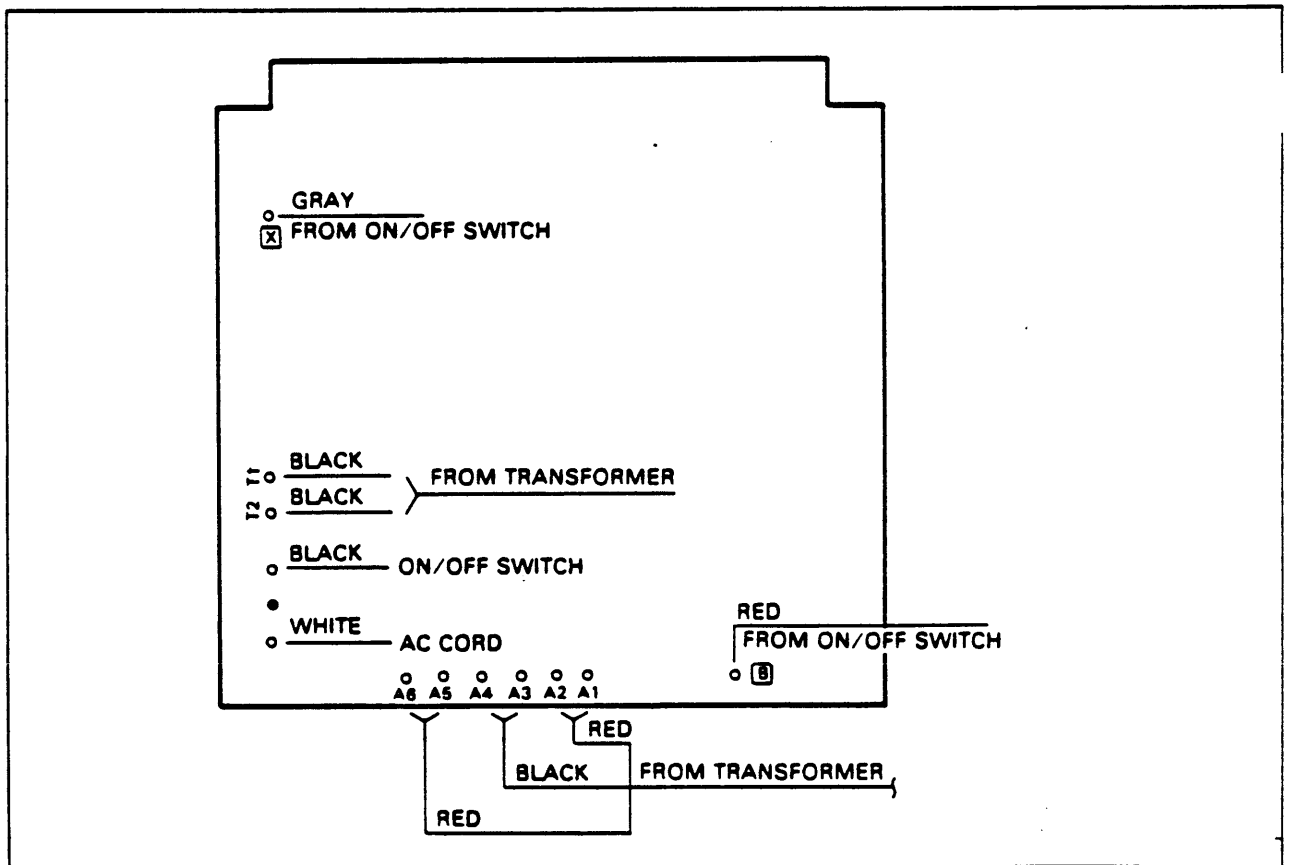 GRAY
X FROM ON/OFF SWITCH
T1 BLACK
FROM TRANSFORMER
T2 BLACK
BLACK ON/OFF SWITCH
WHITE AC CORD
RED
FROM ON/OFF SWITCH
A6 A5 A4 A3 A2 A1
RED
BLACK FROM TRANSFORMER
RED